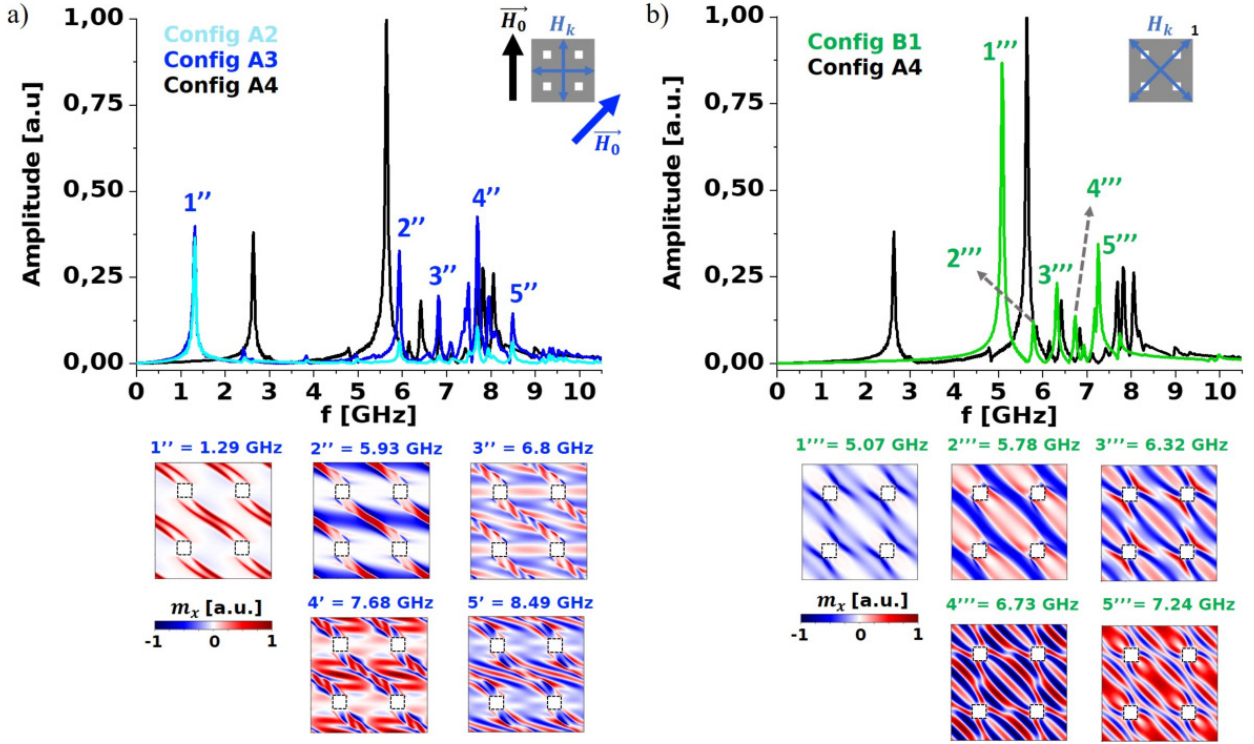 a)
Config A2
Config A3
Config A4
H₀
H_k
H₀
1,00
0,75
0,50
0,25
0,00
Amplitude [a.u]
1’’
2’’
3’’
4’’
5’’
0 1 2 3 4 5 6 7 8 9 10
f [GHz]
1’’ = 1.29 GHz 2’’ = 5.93 GHz 3’’ = 6.8 GHz
m_x [a.u.]
-1 0 1
4’ = 7.68 GHz 5’ = 8.49 GHz
b)
Config B1
Config A4
H_k 1
1,00
0,75
0,50
0,25
0,00
Amplitude [a.u.]
1’’’
2’’’
3’’’
4’’’
5’’’
0 1 2 3 4 5 6 7 8 9 10
f [GHz]
1’’’ = 5.07 GHz 2’’’ = 5.78 GHz 3’’’ = 6.32 GHz
m_x [a.u.]
-1 0 1
4’’’ = 6.73 GHz 5’’’ = 7.24 GHz